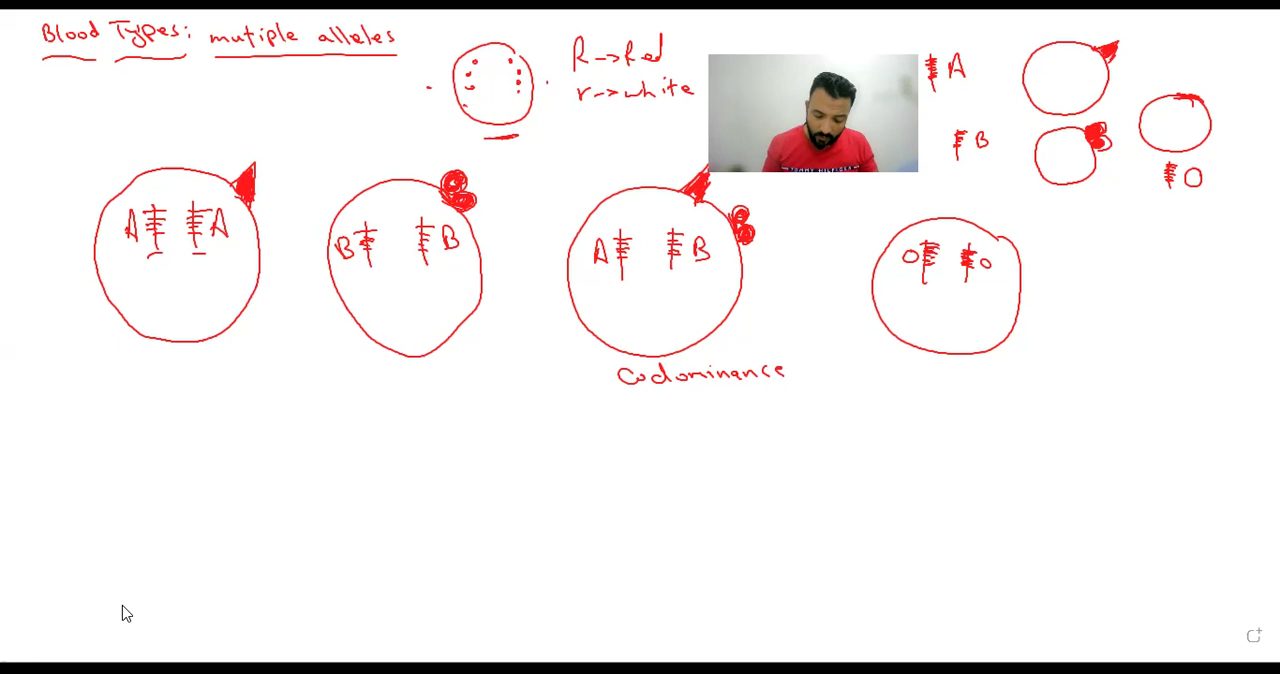 Blood Types: mutiple alleles
R → Red
r → white
A
B
O
A A
B B
A B
O O
Codominance